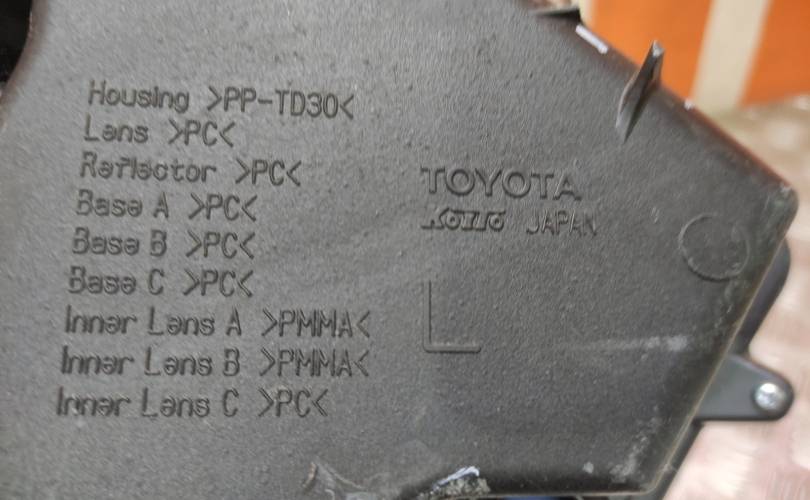 Housing >PP-TD30<
Lens >PC<
Reflector >PC<
Base A >PC<
Base B >PC<
Base C >PC<
Inner Lens A >PMMA<
Inner Lens B >PMMA<
Inner Lens C >PC<
TOYOTA
KOITO JAPAN
L